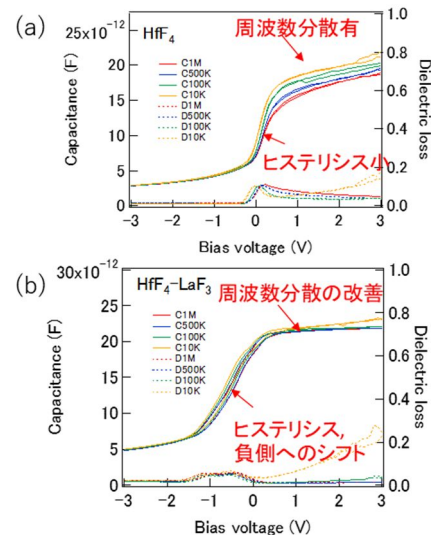 (a)
HfF4
周波数分散有
25x10-12
20
15
10
5
0
Capacitance (F)
C1M
C500K
C100K
C10K
D1M
D500K
D100K
D10K
ヒステリシス小
1.0
0.8
0.6
0.4
0.2
0.0
Dielectric loss
-3
-2
-1
0
1
2
3
Bias voltage (V)
(b)
HfF4-LaF3
周波数分散の改善
30x10-12
25
20
15
10
5
0
Capacitance (F)
C1M
C500K
C100K
C10K
D1M
D500K
D100K
D10K
ヒステリシス,
負側へのシフト
1.0
0.8
0.6
0.4
0.2
0.0
Dielectric loss
-3
-2
-1
0
1
2
3
Bias voltage (V)